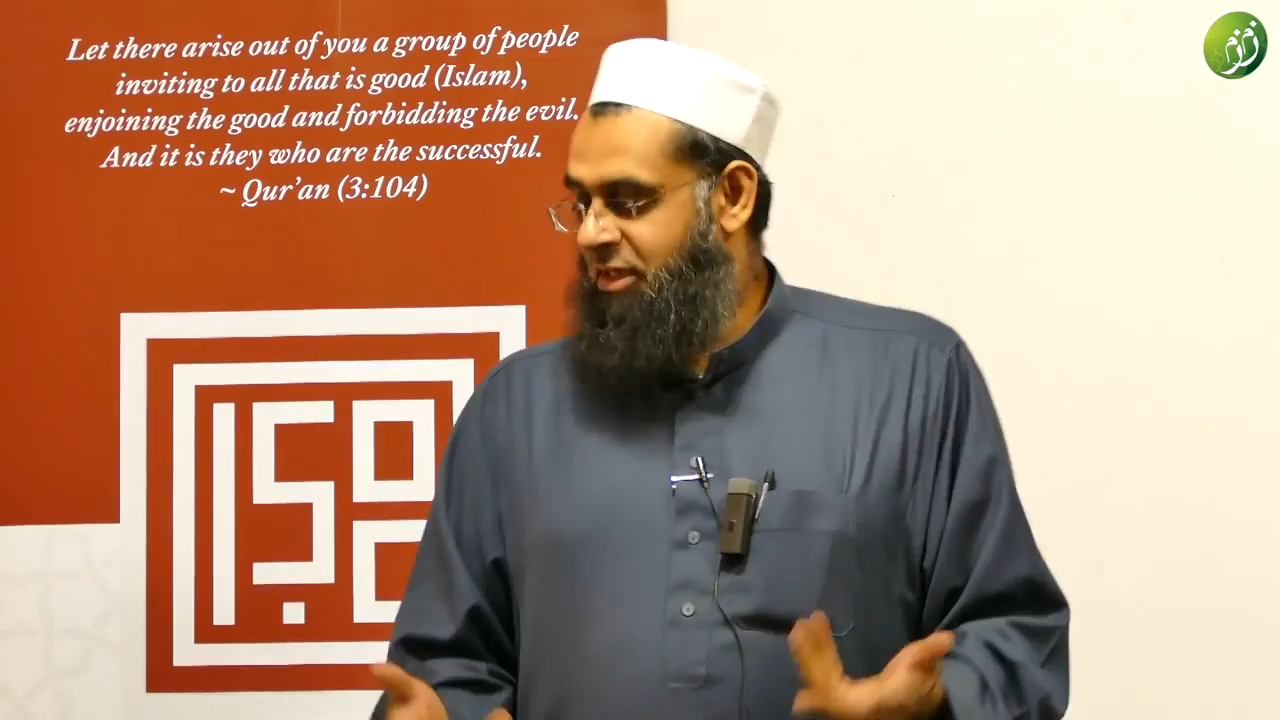 Let there arise out of you a group of people
inviting to all that is good (Islam),
enjoining the good and forbidding the evil.
And it is they who are the successful.
~ Qur'an (3:104)
زمزم